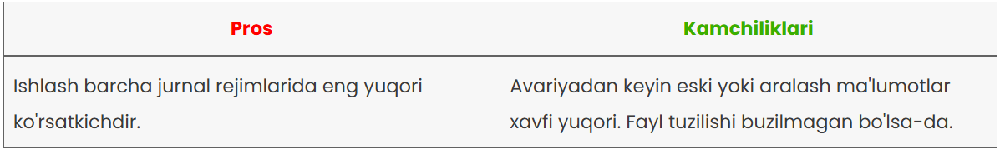 Pros
Kamchiliklari
Ishlash barcha jurnal rejimlarida eng yuqori
ko'rsatkichdir.
Avariyadan keyin eski yoki aralash ma'lumotlar
xavfi yuqori. Fayl tuzilishi buzilmagan bo'lsa-da.